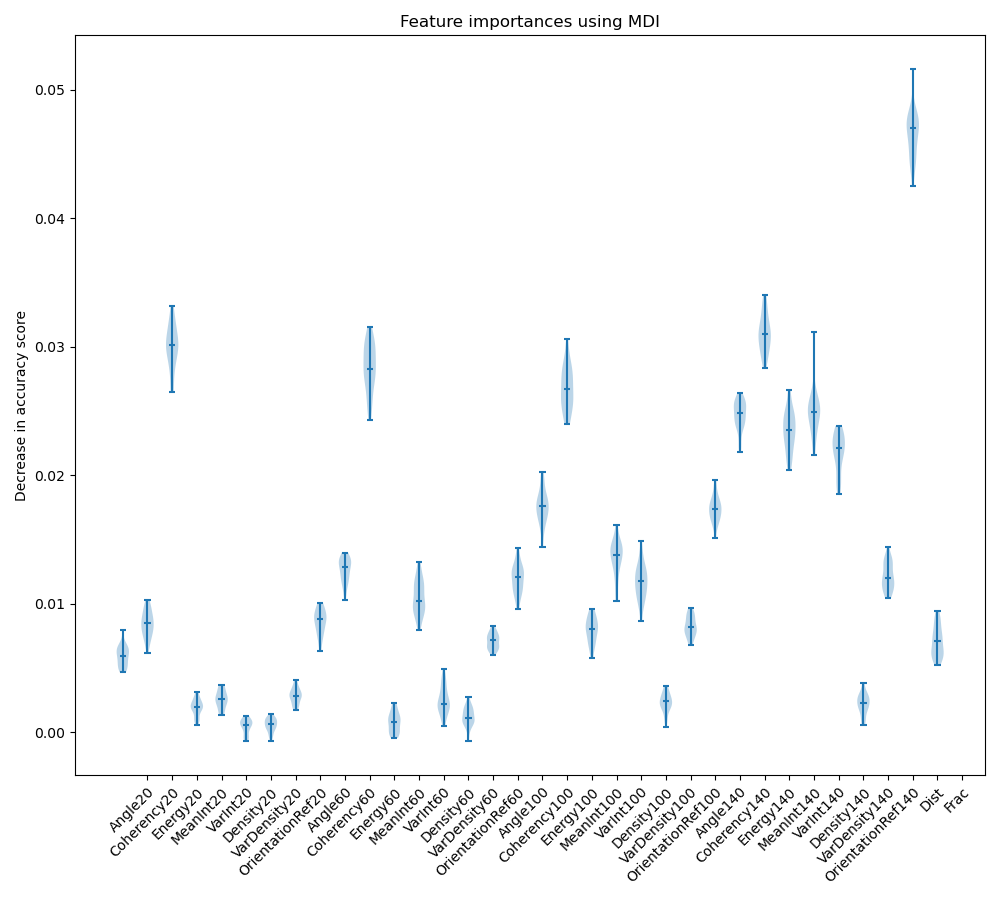 Feature importances using MDI
Decrease in accuracy score
0.05
0.04
0.03
0.02
0.01
0.00
Angle20
Coherency20
Energy20
MeanInt20
VarInt20
Density20
VarDensity20
OrientationRef20
Angle60
Coherency60
Energy60
MeanInt60
VarInt60
Density60
VarDensity60
OrientationRef60
Angle100
Coherency100
Energy100
MeanInt100
VarInt100
Density100
VarDensity100
OrientationRef100
Angle140
Coherency140
Energy140
MeanInt140
VarInt140
Density140
VarDensity140
OrientationRef140
Dist
Frac